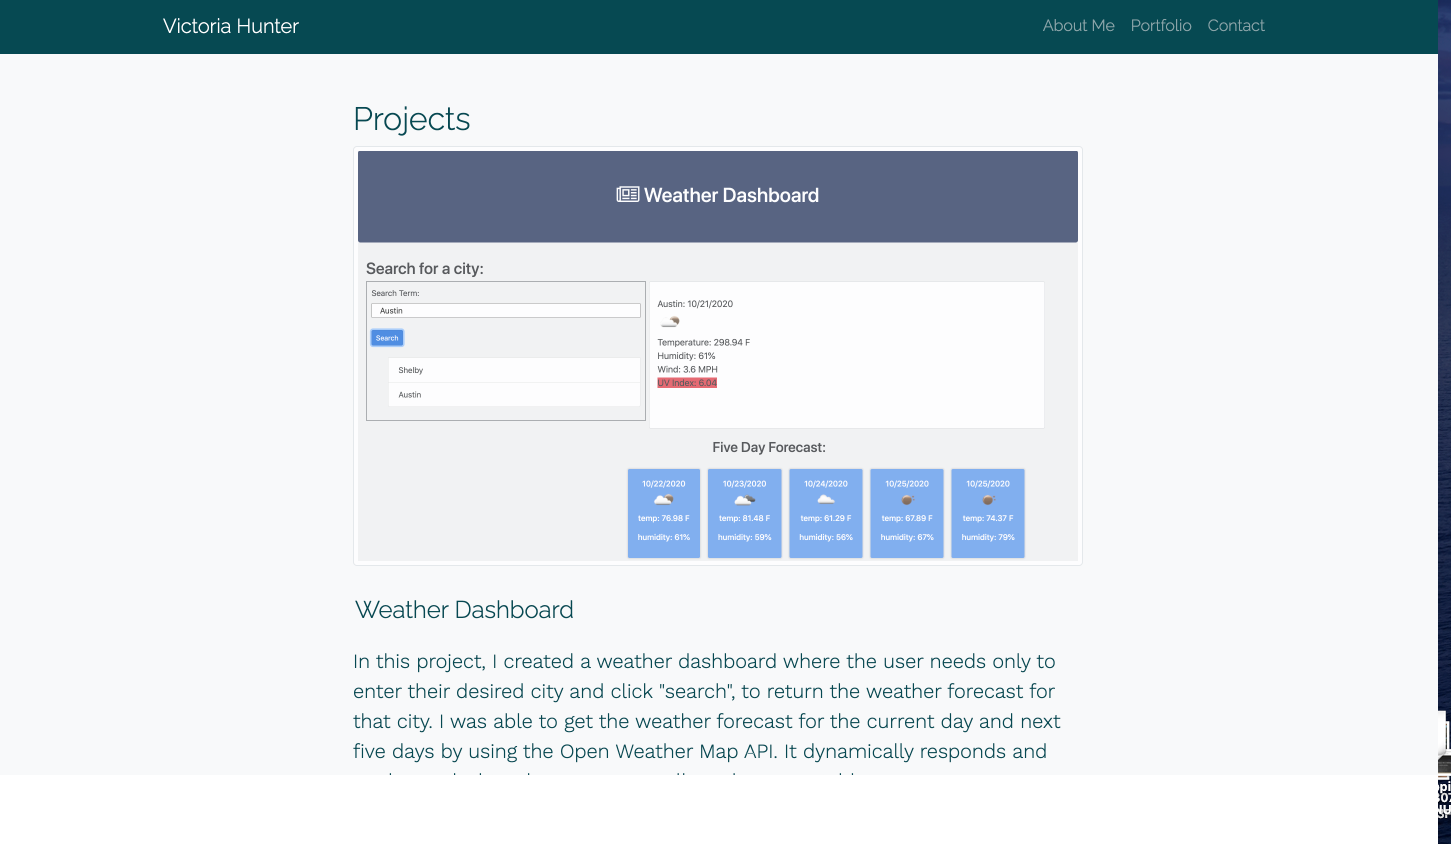 Victoria Hunter
About Me Portfolio Contact
Projects
Weather Dashboard
Search for a city:
Search Term:
Austin
Search
Shelby
Austin
Austin: 10/21/2020
Temperature: 298.94 F
Humidity: 61%
Wind: 3.6 MPH
UV Index: 6.04
Five Day Forecast:
10/22/2020 10/23/2020 10/24/2020 10/25/2020 10/25/2020
temp: 76.98 F temp: 81.48 F temp: 61.29 F temp: 67.89 F temp: 74.37 F
humidity: 61% humidity: 59% humidity: 56% humidity: 67% humidity: 79%
Weather Dashboard
In this project, I created a weather dashboard where the user needs only to
enter their desired city and click "search", to return the weather forecast for
that city. I was able to get the weather forecast for the current day and next
five days by using the Open Weather Map API. It dynamically responds and